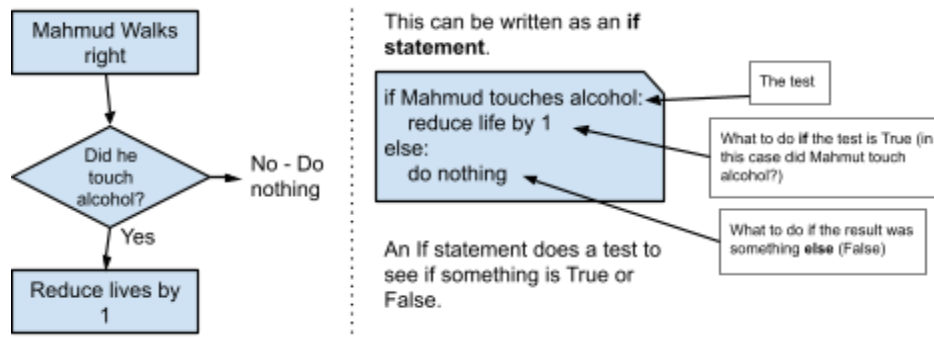 Mahmud Walks
right
Did he
touch
alcohol?
No - Do
nothing
Yes
Reduce lives by
1
This can be written as an if
statement.
if Mahmud touches alcohol:
reduce life by 1
else:
do nothing
The test
What to do if the test is True (in
this case did Mahmut touch
alcohol?)
What to do if the result was
something else (False)
An If statement does a test to
see if something is True or
False.